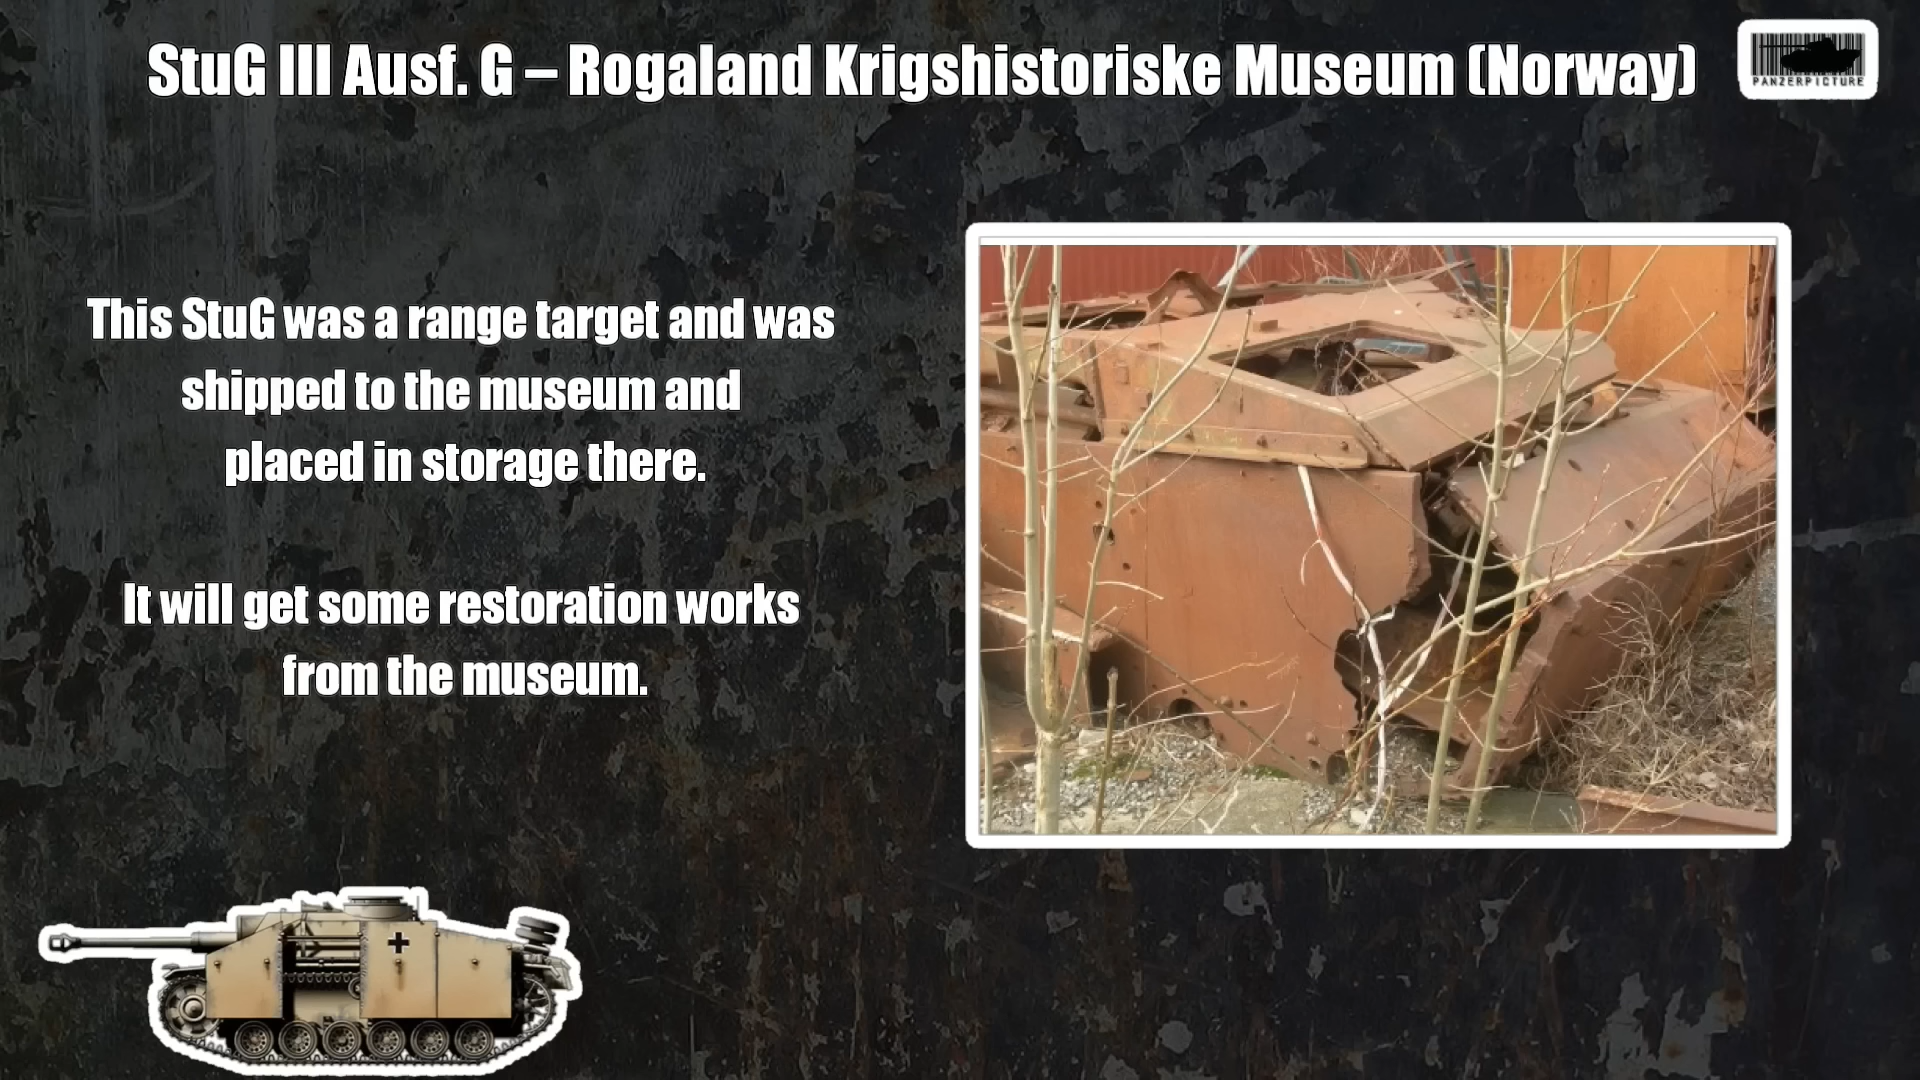 StuG III Ausf. G – Rogaland Krigshistoriske Museum (Norway)
PANZERPICTURE
This StuG was a range target and was
shipped to the museum and
placed in storage there.
It will get some restoration works
from the museum.